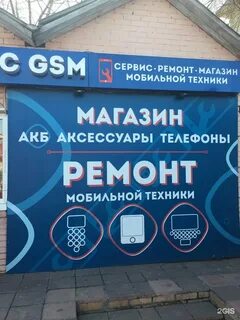 С GSM
СЕРВИС·РЕМОНТ·МАГАЗИН
МОБИЛЬНОЙ ТЕХНИКИ
МАГАЗИН
АКБ АКСЕССУАРЫ ТЕЛЕФОНЫ
РЕМОНТ
МОБИЛЬНОЙ ТЕХНИКИ
2GIS